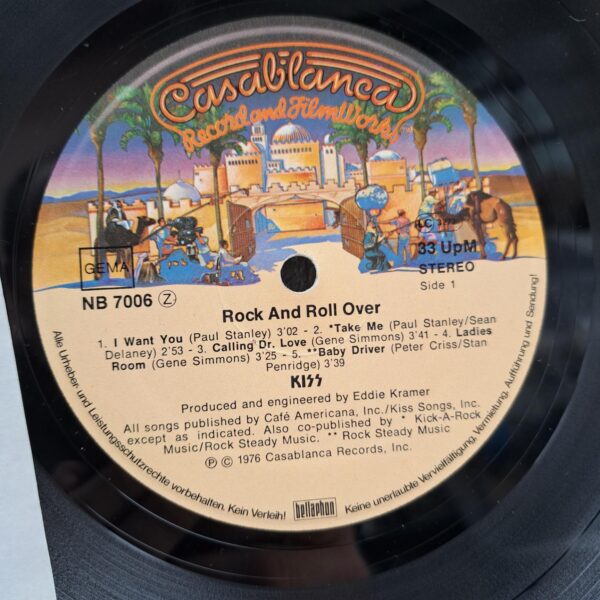 Casablanca
Record and FilmWorks
GEMA
LC
33 UpM
STEREO
Side 1
NB 7006 Z
Rock And Roll Over
1. I Want You (Paul Stanley) 3'02 - 2. *Take Me (Paul Stanley/Sean
Delaney) 2'53 - 3. Calling Dr. Love (Gene Simmons) 3'41 - 4. Ladies
Room (Gene Simmons) 3'25 - 5. **Baby Driver (Peter Criss/Stan
Penridge) 3'39
KISS
Produced and engineered by Eddie Kramer
All songs published by Café Americana, Inc./Kiss Songs, Inc.
except as indicated. Also co-published by * Kick-A-Rock
Music/Rock Steady Music. ** Rock Steady Music
Ⓟ © 1976 Casablanca Records, Inc.
Alle Urheber- und Leistungsschutzrechte vorbehalten. Kein Verleih!
bellaphon
Keine unerlaubte Vervielfältigung, Vermietung, Aufführung und Sendung!